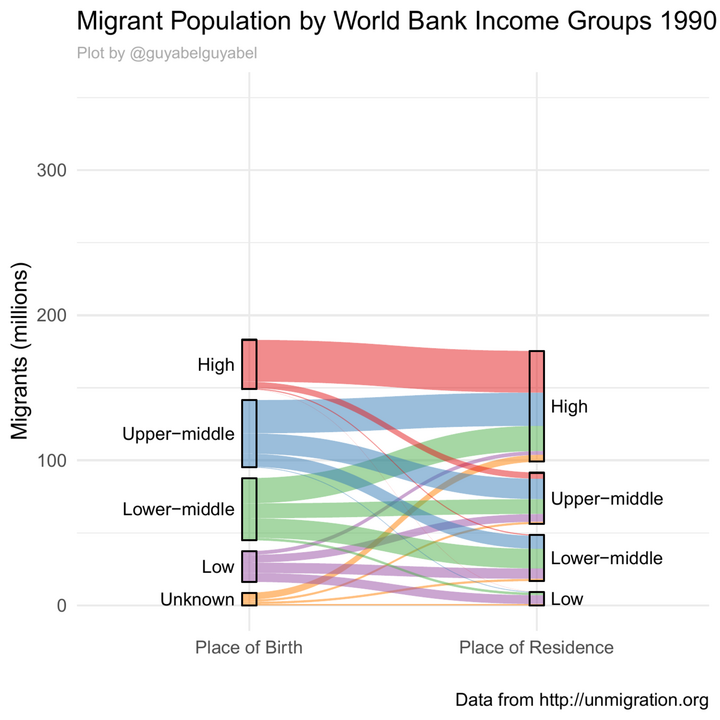 Migrant Population by World Bank Income Groups 1990
Plot by @guyabelguyabel
Migrants (millions)
300
200
100
0
High
Upper−middle
Lower−middle
Low
Unknown
High
Upper−middle
Lower−middle
Low
Place of Birth
Place of Residence
Data from http://unmigration.org